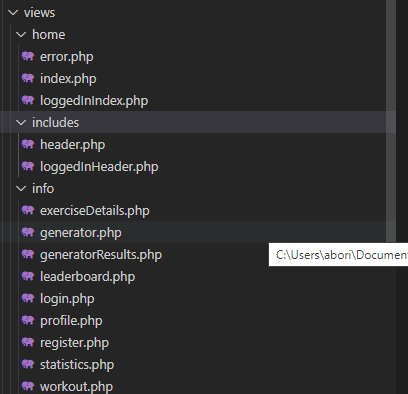 views
home
error.php
index.php
loggedInIndex.php
includes
header.php
loggedInHeader.php
info
exerciseDetails.php
generator.php
generatorResults.php
C:\Users\abori\Document
leaderboard.php
login.php
profile.php
register.php
statistics.php
workout.php